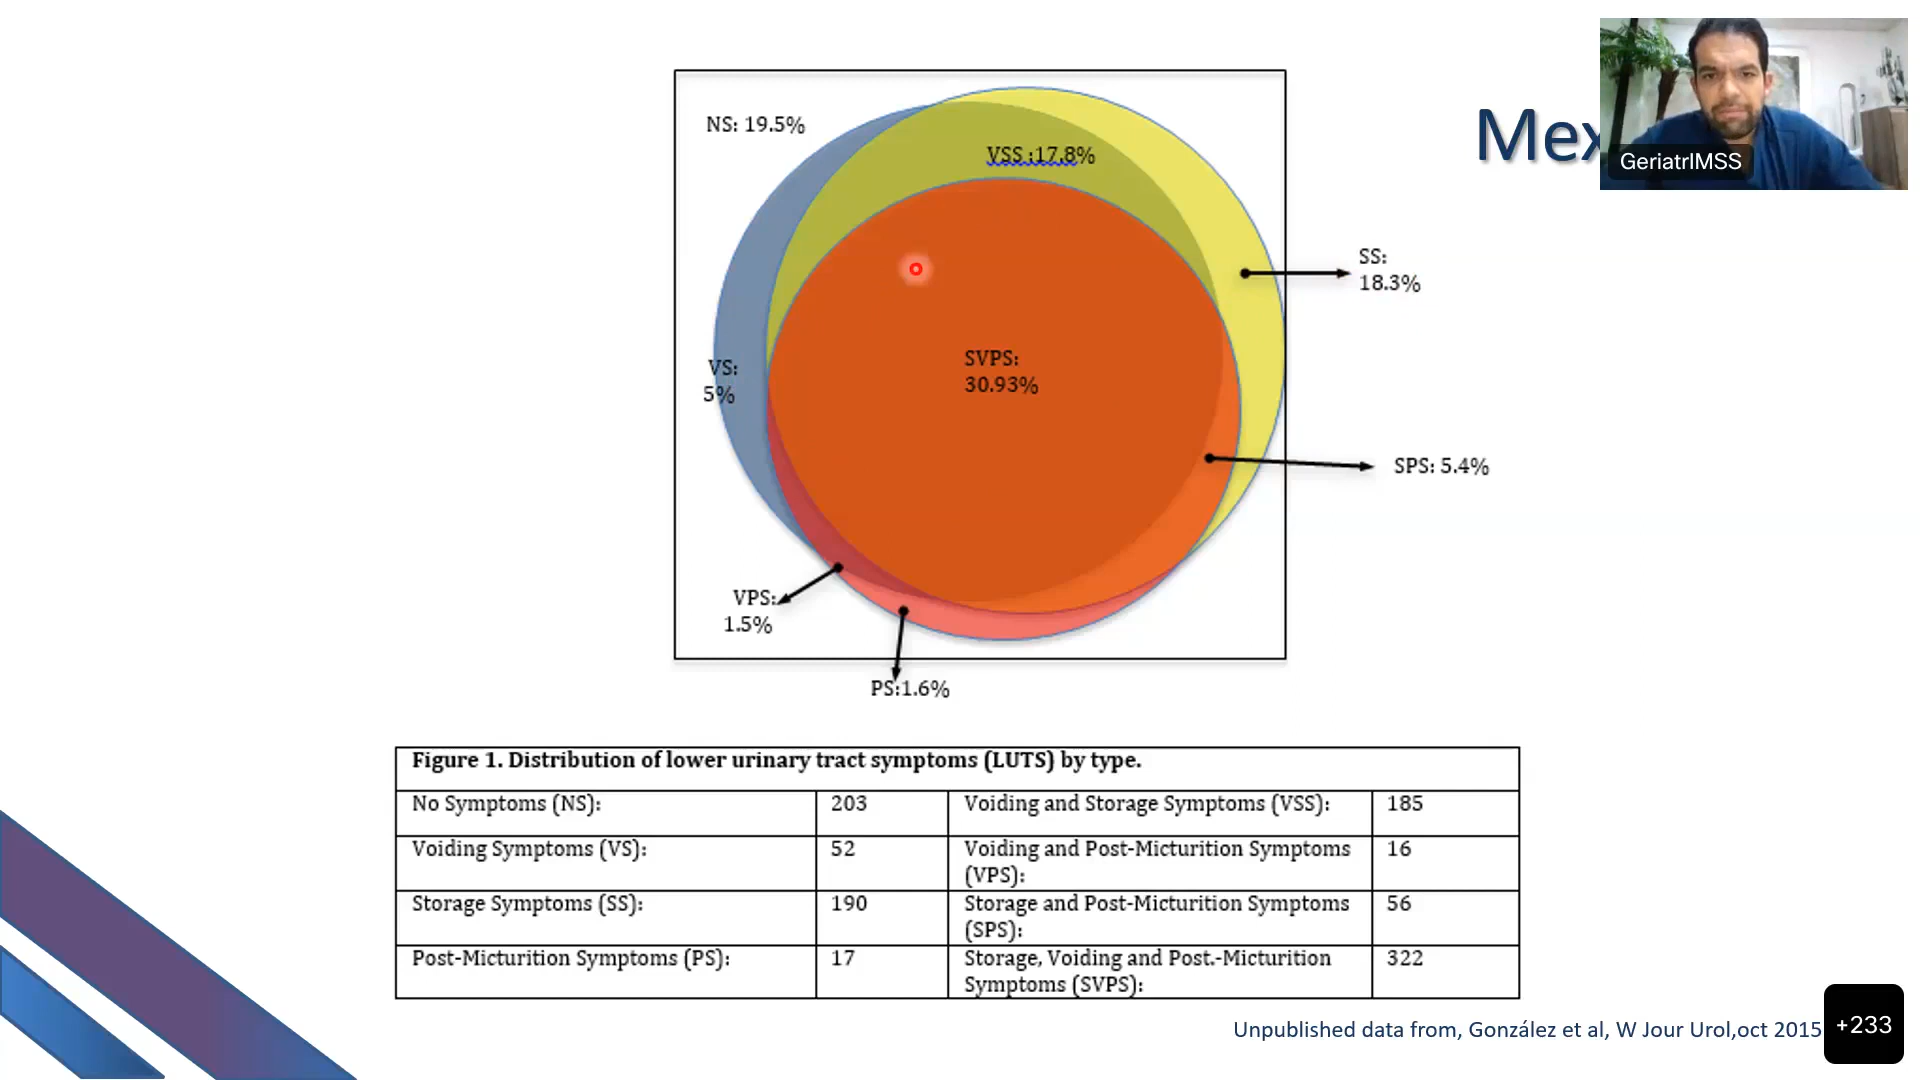 NS: 19.5%
VSS :17.8%
Mex
GeriatrIMSS
SS:
18.3%
VS:
5%
SVPS:
30.93%
SPS: 5.4%
VPS:
1.5%
PS:1.6%
Figure 1. Distribution of lower urinary tract symptoms (LUTS) by type.
No Symptoms (NS): 203 Voiding and Storage Symptoms (VSS): 185
Voiding Symptoms (VS): 52 Voiding and Post-Micturition Symptoms 16
(VPS):
Storage Symptoms (SS): 190 Storage and Post-Micturition Symptoms 56
(SPS):
Post-Micturition Symptoms (PS): 17 Storage, Voiding and Post.-Micturition 322
Symptoms (SVPS):
Unpublished data from, González et al, W Jour Urol,oct 2015
+233